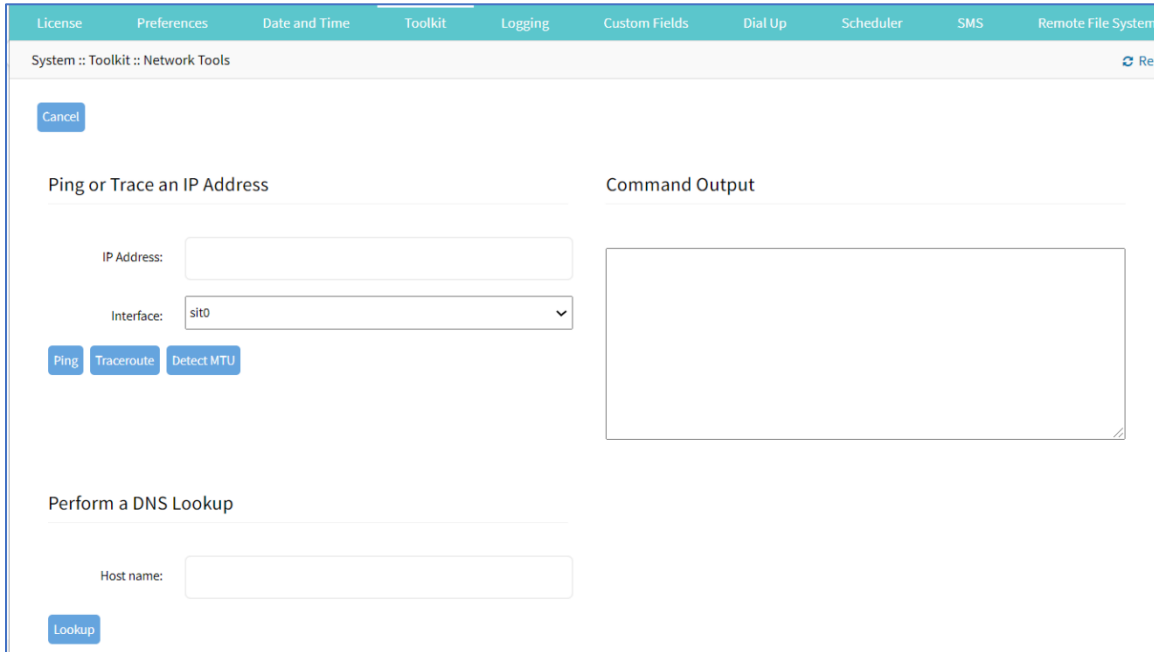 License Preferences Date and Time Toolkit Logging Custom Fields Dial Up Scheduler SMS Remote File System
System :: Toolkit :: Network Tools Re
Cancel
Ping or Trace an IP Address
Command Output
IP Address:
Interface: sit0
Ping Traceroute Detect MTU
Perform a DNS Lookup
Host name:
Lookup